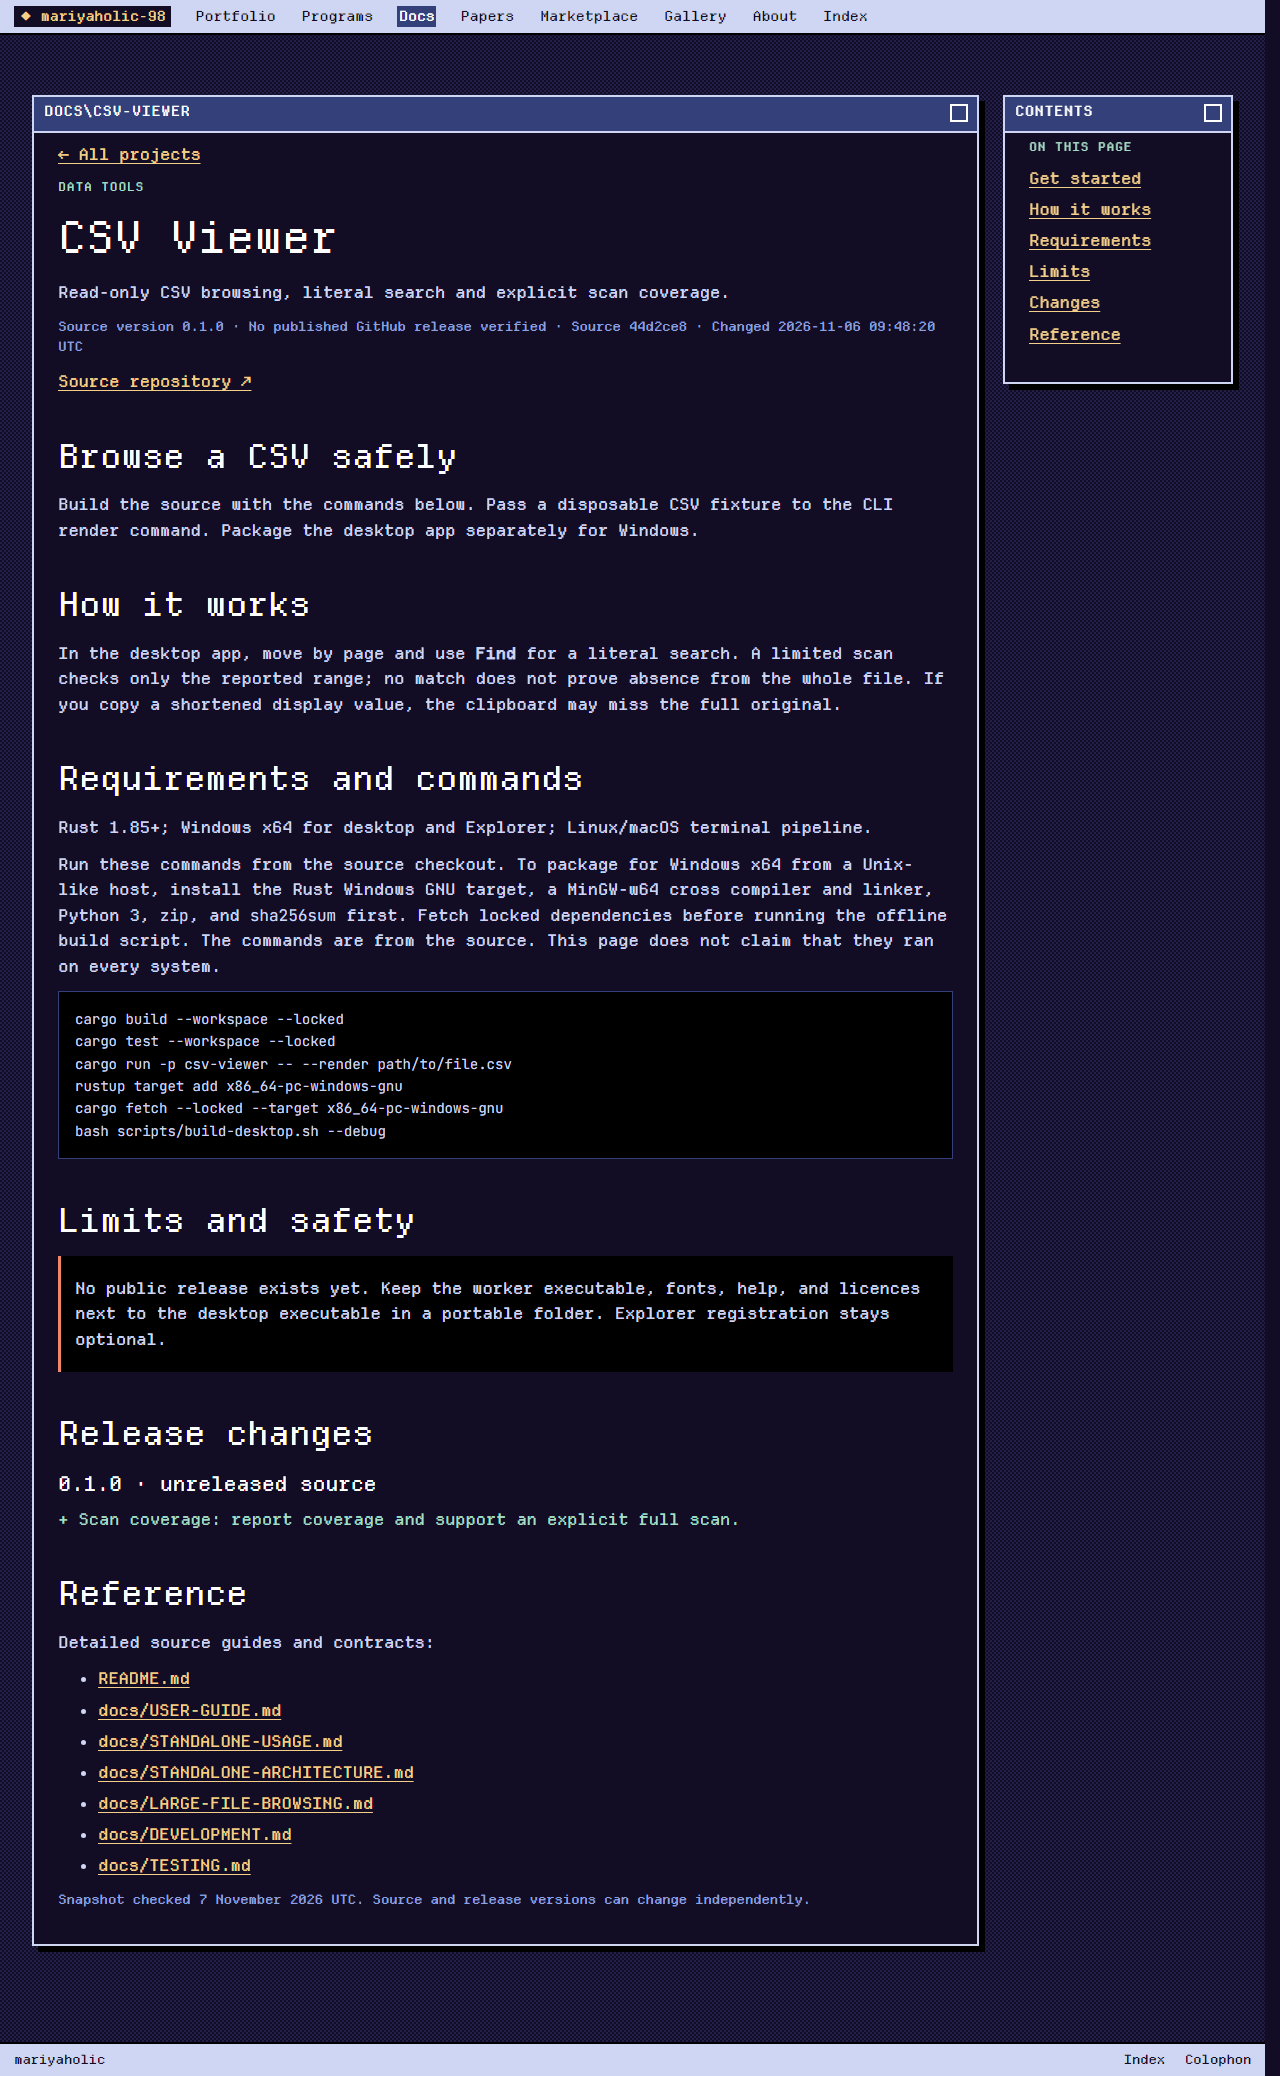 ◆ mariyaholic-98 Portfolio Programs Docs Papers Marketplace Gallery About Index
DOCS\CSV-VIEWER
← All projects
DATA TOOLS
CSV Viewer
Read-only CSV browsing, literal search and explicit scan coverage.
Source version 0.1.0 · No published GitHub release verified · Source 44d2ce8 · Changed 2026-11-06 09:48:20
UTC
Source repository ↗
Browse a CSV safely
Build the source with the commands below. Pass a disposable CSV fixture to the CLI
render command. Package the desktop app separately for Windows.
How it works
In the desktop app, move by page and use Find for a literal search. A limited scan
checks only the reported range; no match does not prove absence from the whole file. If
you copy a shortened display value, the clipboard may miss the full original.
Requirements and commands
Rust 1.85+; Windows x64 for desktop and Explorer; Linux/macOS terminal pipeline.
Run these commands from the source checkout. To package for Windows x64 from a Unix-
like host, install the Rust Windows GNU target, a MinGW-w64 cross compiler and linker,
Python 3, zip, and sha256sum first. Fetch locked dependencies before running the offline
build script. The commands are from the source. This page does not claim that they ran
on every system.
cargo build --workspace --locked
cargo test --workspace --locked
cargo run -p csv-viewer -- --render path/to/file.csv
rustup target add x86_64-pc-windows-gnu
cargo fetch --locked --target x86_64-pc-windows-gnu
bash scripts/build-desktop.sh --debug
Limits and safety
No public release exists yet. Keep the worker executable, fonts, help, and licences
next to the desktop executable in a portable folder. Explorer registration stays
optional.
Release changes
0.1.0 · unreleased source
+ Scan coverage: report coverage and support an explicit full scan.
Reference
Detailed source guides and contracts:
• README.md
• docs/USER-GUIDE.md
• docs/STANDALONE-USAGE.md
• docs/STANDALONE-ARCHITECTURE.md
• docs/LARGE-FILE-BROWSING.md
• docs/DEVELOPMENT.md
• docs/TESTING.md
Snapshot checked 7 November 2026 UTC. Source and release versions can change independently.
CONTENTS
ON THIS PAGE
Get started
How it works
Requirements
Limits
Changes
Reference
mariyaholic Index Colophon